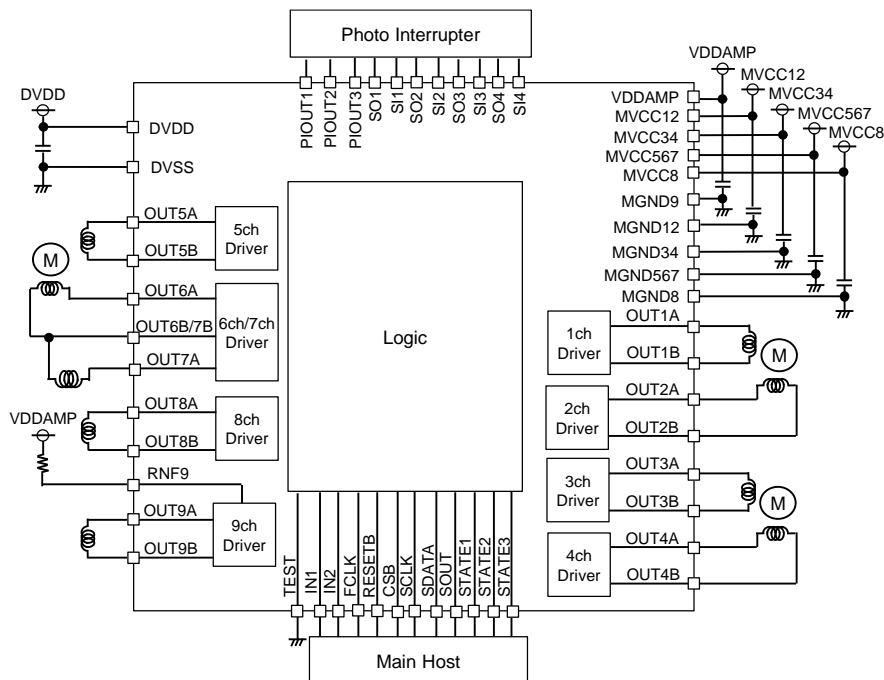 Photo Interrupter
PIOUT1
PIOUT2
PIOUT3
SO1
SI1
SO2
SI2
SO3
SI3
SO4
SI4
VDDAMP
MVCC12
MVCC34
MVCC567
MVCC8
DVDD
DVDD
DVSS
VDDAMP
MVCC12
MVCC34
MVCC567
MVCC8
MGND9
MGND12
MGND34
MGND567
MGND8
OUT5A
OUT5B
5ch
Driver
M
OUT6A
OUT6B/7B
OUT7A
6ch/7ch
Driver
OUT8A
OUT8B
8ch
Driver
VDDAMP
RNF9
OUT9A
OUT9B
9ch
Driver
Logic
1ch
Driver
OUT1A
OUT1B
M
2ch
Driver
OUT2A
OUT2B
3ch
Driver
OUT3A
OUT3B
M
4ch
Driver
OUT4A
OUT4B
TEST
IN1
IN2
FCLK
RESETB
CSB
SCLK
SDATA
SOUT
STATE1
STATE2
STATE3
Main Host